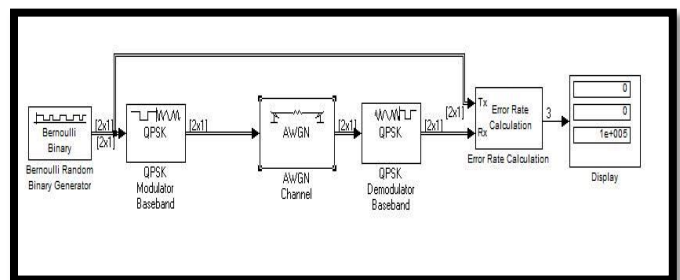 Bernoulli
Binary
Bernoulli Random
Binary Generator
[2x1]
[2x1]
QPSK
QPSK
Modulator
Baseband
[2x1]
AWGN
AWGN
Channel
[2x1]
QPSK
QPSK
Demodulator
Baseband
[2x1]
[2x1]
Tx
Rx
Error Rate
Calculation
Error Rate Calculation
3
0
0
1e+005
Display